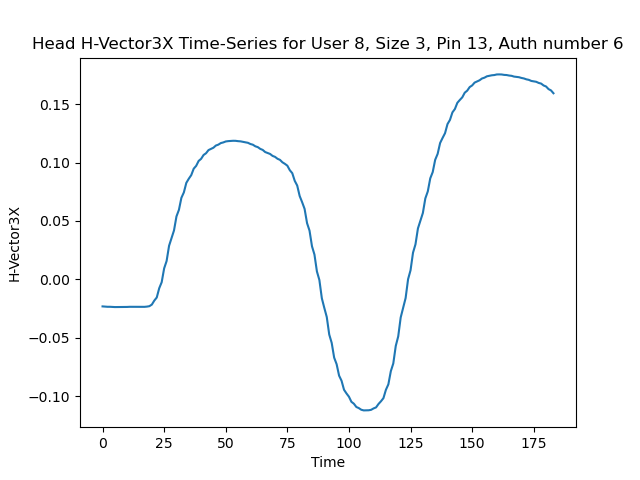 Head H-Vector3X Time-Series for User 8, Size 3, Pin 13, Auth number 6
H-Vector3X
0.15
0.10
0.05
0.00
−0.05
−0.10
0 25 50 75 100 125 150 175
Time